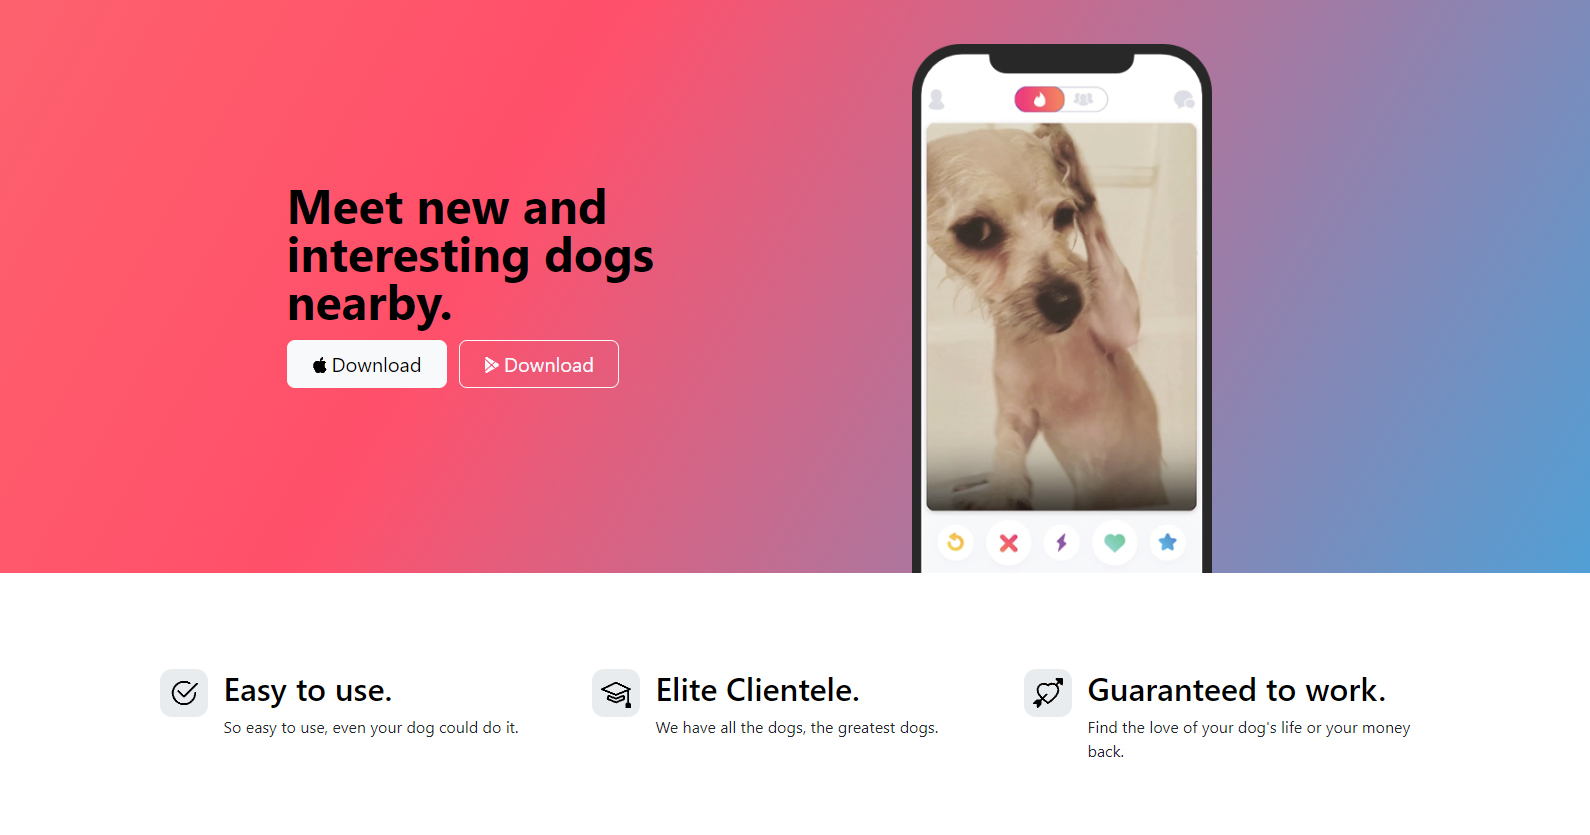 Meet new and
interesting dogs
nearby.
Download
Download
Easy to use.
So easy to use, even your dog could do it.
Elite Clientele.
We have all the dogs, the greatest dogs.
Guaranteed to work.
Find the love of your dog's life or your money
back.